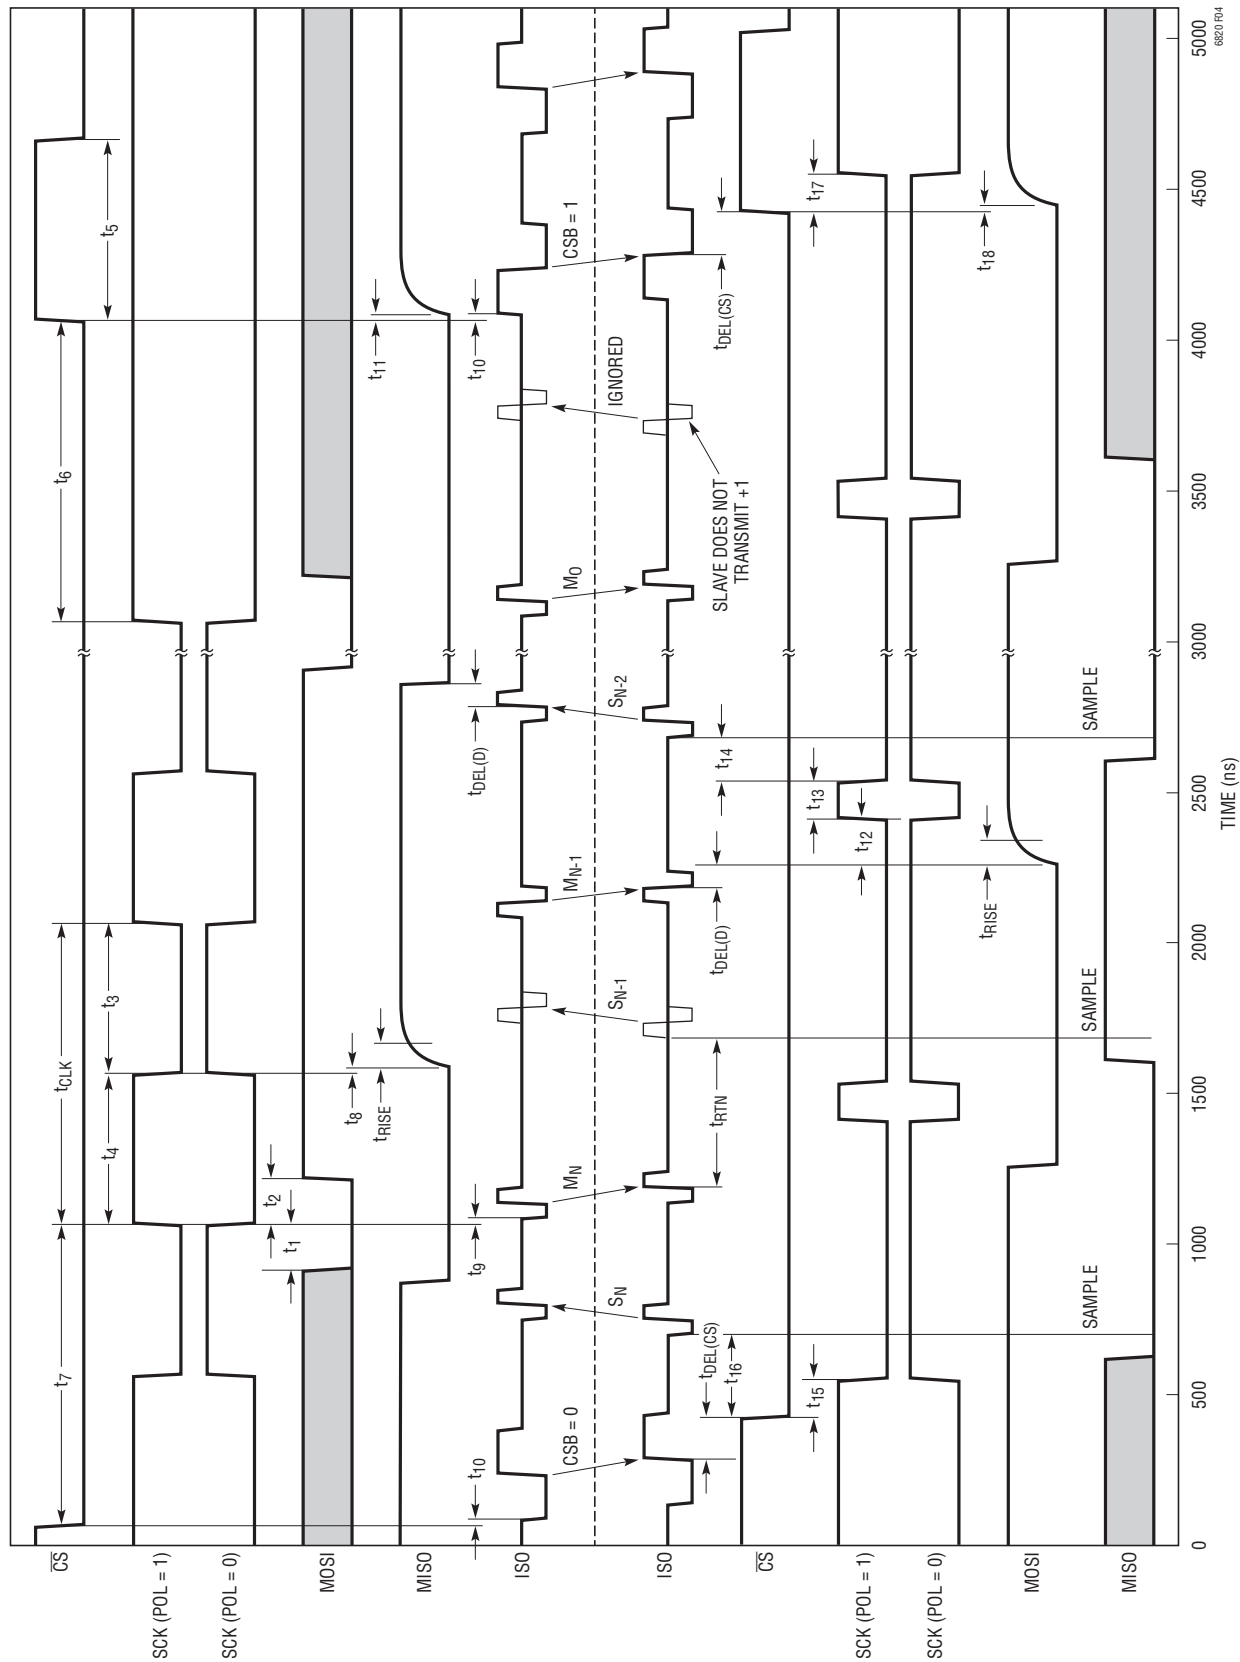 CS
t7
t6
t5
SCK (POL = 1)
tCLK
t4
t3
SCK (POL = 0)
MOSI
t1
t2
MISO
t8
tRISE
t11
t10
t9
tDEL(D)
t10
ISO
CSB = 0
SN
MN
SN-1
MN-1
SN-2
MO
IGNORED
CSB = 1
ISO
tDEL(CS)
t16
tRTN
tDEL(D)
t14
SLAVE DOES NOT
TRANSMIT +1
tDEL(CS)
CS
t15
t12
t13
t17
SCK (POL = 1)
SCK (POL = 0)
tRISE
t18
MOSI
SAMPLE
SAMPLE
SAMPLE
MISO
0
500
1000
1500
2000
2500
3000
3500
4000
4500
5000
TIME (ns)
6820 F04